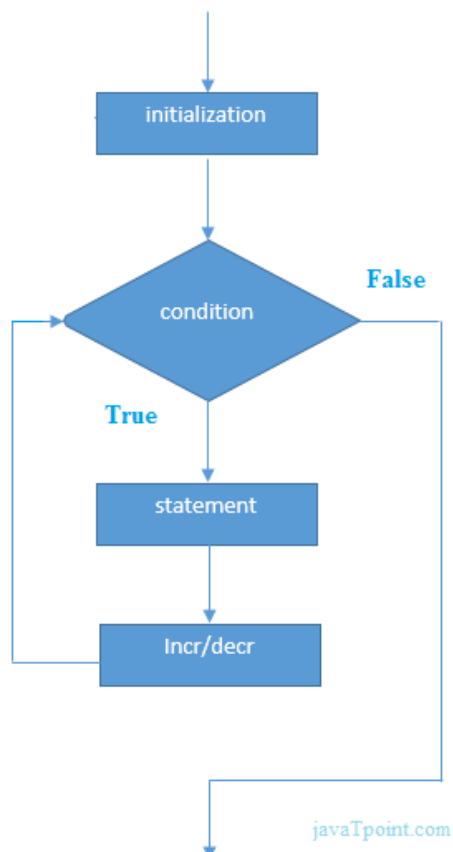 initialization
condition
False
True
statement
Incr/decr
javaTpoint.com